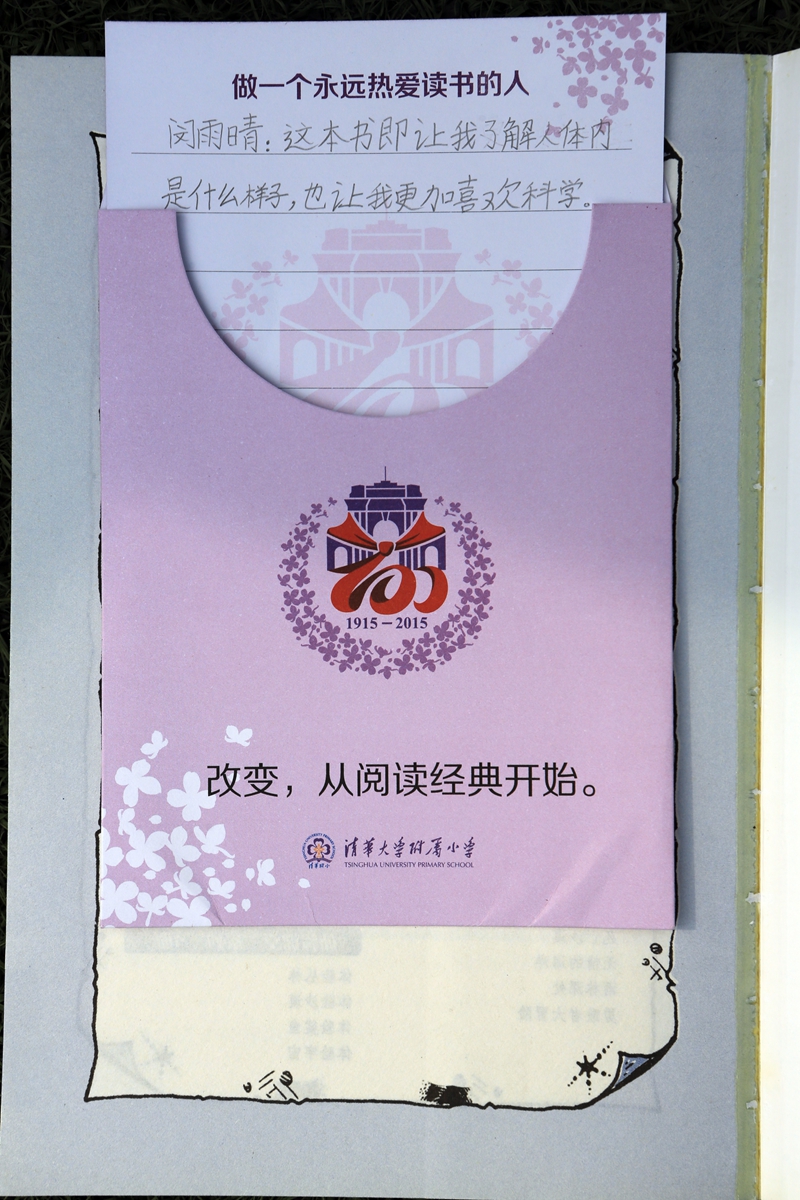 做一个永远热爱读书的人
闵雨晴：这本书即让我了解人体内
是什么样子，也让我更加喜欢科学。
100
1915－2015
改变，从阅读经典开始。
清华大学附属小学
TSINGHUA UNIVERSITY PRIMARY SCHOOL